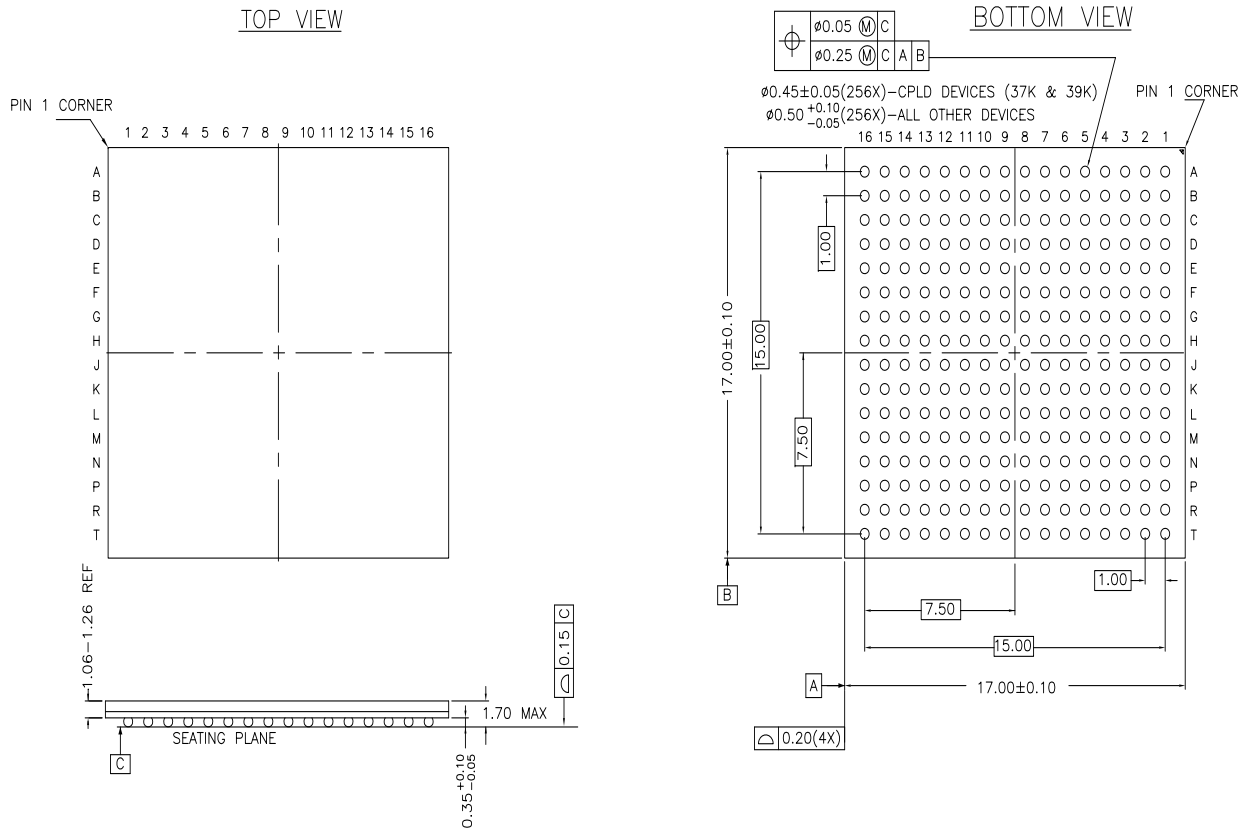 TOP VIEW
PIN 1 CORNER
1 2 3 4 5 6 7 8 9 10 11 12 13 14 15 16
A
B
C
D
E
F
G
H
J
K
L
M
N
P
R
T
1.06-1.26 REF
SEATING PLANE
C
0.35 +0.10 -0.05
1.70 MAX
0.15 C
BOTTOM VIEW
ø0.05 Ⓜ C
ø0.25 Ⓜ C A B
ø0.45±0.05(256X)-CPLD DEVICES (37K & 39K)
ø0.50 +0.10 -0.05 (256X)-ALL OTHER DEVICES
PIN 1 CORNER
16 15 14 13 12 11 10 9 8 7 6 5 4 3 2 1
A
B
C
D
E
F
G
H
J
K
L
M
N
P
R
T
17.00±0.10
15.00
1.00
7.50
B
1.00
7.50
15.00
A
17.00±0.10
0.20(4X)